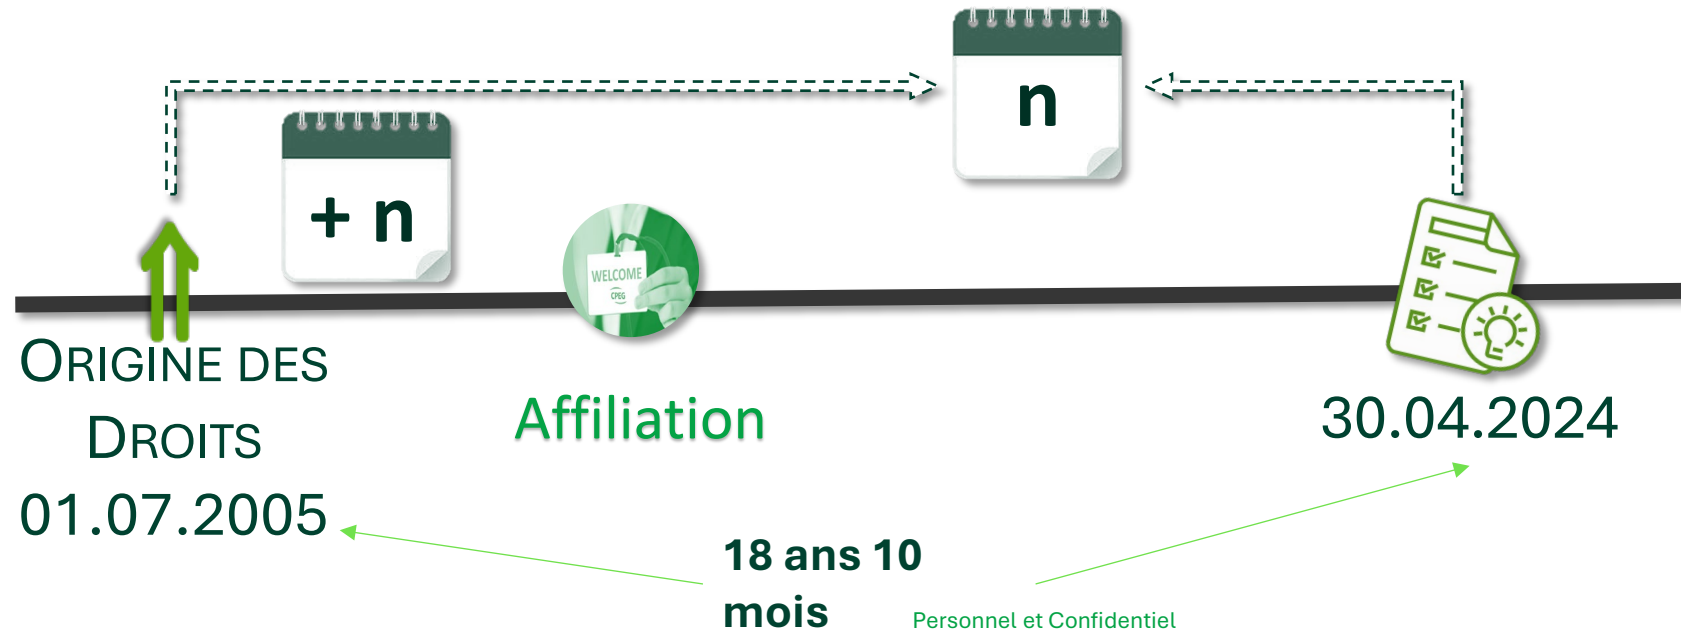 n
+ n
WELCOME
CPEG
ORIGINE DES
DROITS
01.07.2005
Affiliation
30.04.2024
18 ans 10
mois
Personnel et Confidentiel